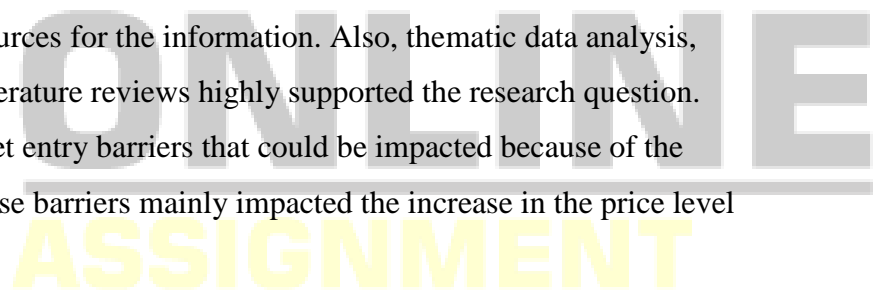 urces for the information. Also, thematic data analysis,
erature reviews highly supported the research question.
et entry barriers that could be impacted because of the
se barriers mainly impacted the increase in the price level
ONLINE
ASSIGNMENT